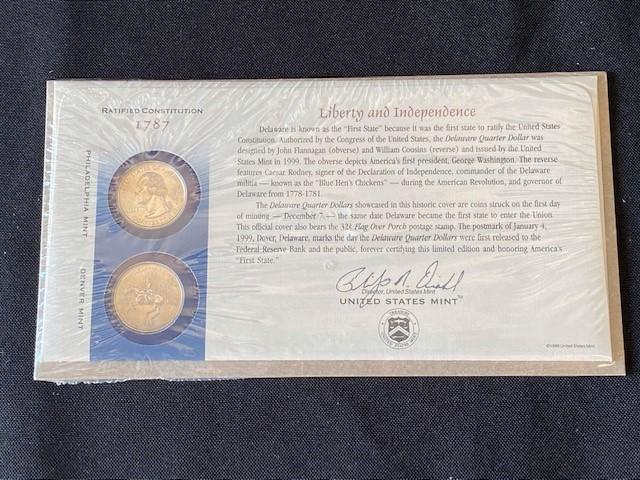 RATIFIED CONSTITUTION
1787
PHILADELPHIA MINT
DENVER MINT
Liberty and Independence
Delaware is known as the "First State" because it was the first state to ratify the United States
Constitution. Authorized by the Congress of the United States, the Delaware Quarter Dollar was
designed by John Flannagan (obverse) and William Cousins (reverse) and issued by the United
States Mint in 1999. The obverse depicts America's first president, George Washington. The reverse
features Caesar Rodney, signer of the Declaration of Independence, commander of the Delaware
militia — known as the "Blue Hen's Chickens" — during the American Revolution, and governor of
Delaware from 1778-1781.
The Delaware Quarter Dollars showcased in this historic cover are coins struck on the first day
of minting — December 7 — the same date Delaware became the first state to enter the Union.
This official cover also bears the 32¢ Flag Over Porch postage stamp. The postmark of January 4,
1999, Dover, Delaware, marks the day the Delaware Quarter Dollars were first released to the
Federal Reserve Bank and the public, forever certifying this limited edition and honoring America's
"First State."
Director, United States Mint
UNITED STATES MINT™
©1999 United States Mint